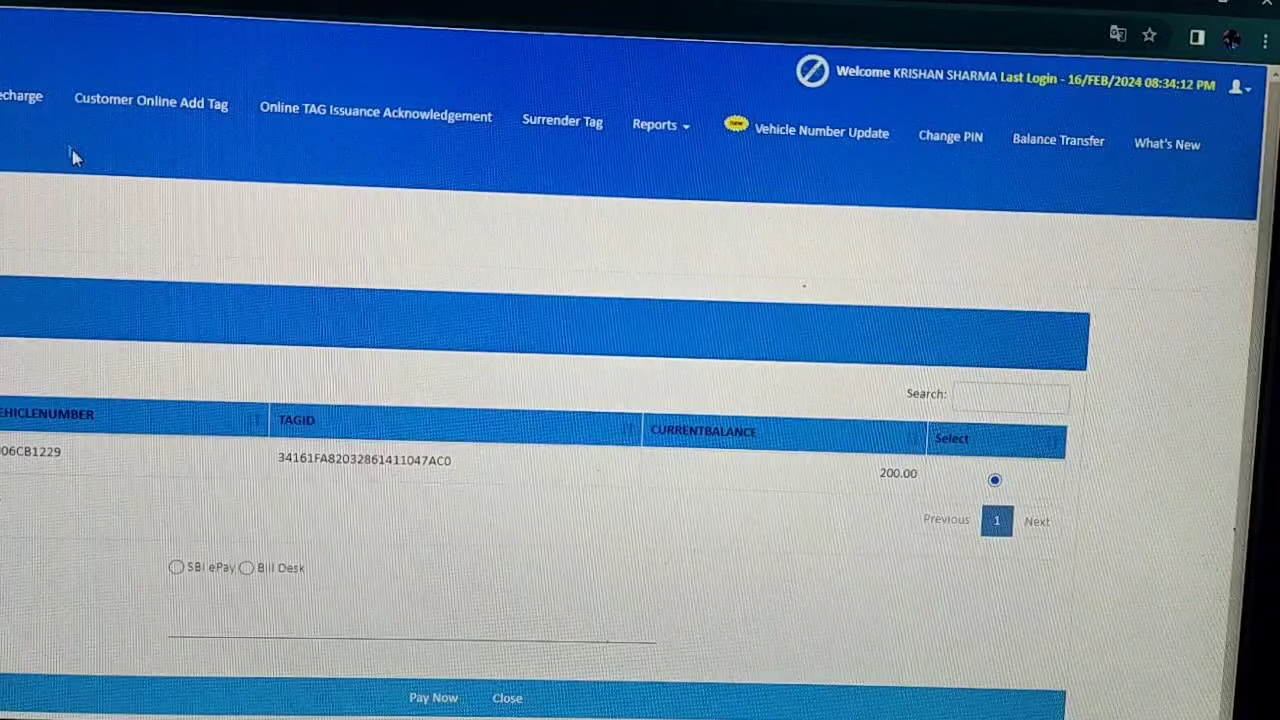 echarge Customer Online Add Tag Online TAG Issuance Acknowledgement Surrender Tag Reports new Vehicle Number Update Change PIN Balance Transfer What's New
Welcome KRISHAN SHARMA Last Login - 16/FEB/2024 08:34:12 PM
Search:
EHICLENUMBER TAGID CURRENTBALANCE Select
06CB1229 34161FA82032861411047AC0 200.00
Previous 1 Next
SBI ePay Bill Desk
Pay Now Close